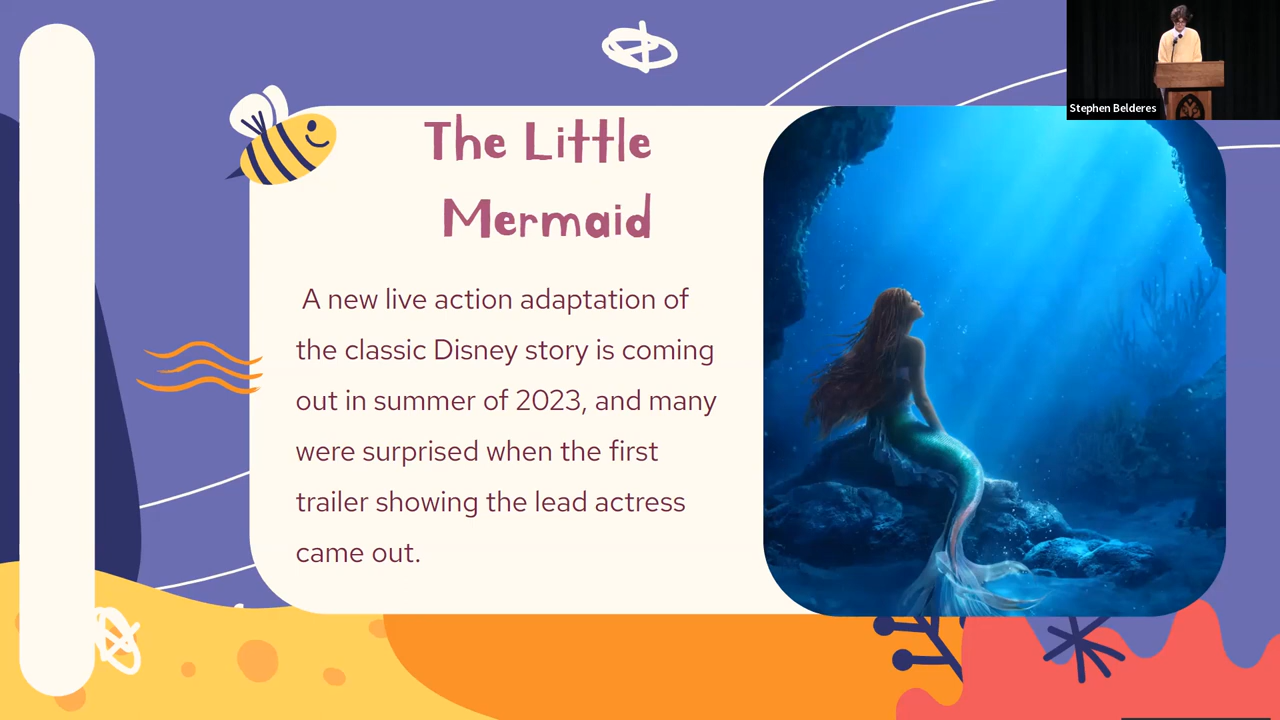 The Little
Mermaid
A new live action adaptation of
the classic Disney story is coming
out in summer of 2023, and many
were surprised when the first
trailer showing the lead actress
came out.
Stephen Belderes